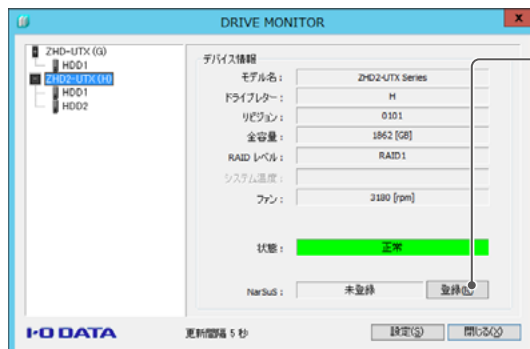 DRIVE MONITOR
x
ZHD-UTX (G)
HDD1
ZHD2-UTX (H)
HDD1
HDD2
デバイス情報
モデル名 :
ZHD2-UTX Series
ドライブレター :
H
リビジョン :
0101
全容量 :
1862 [GB]
RAID レベル :
RAID1
システム温度 :
ファン :
3180 [rpm]
状態 :
正常
NarSuS :
未登録
登録
I-O DATA
更新間隔 5 秒
設定(S)
閉じる(X)